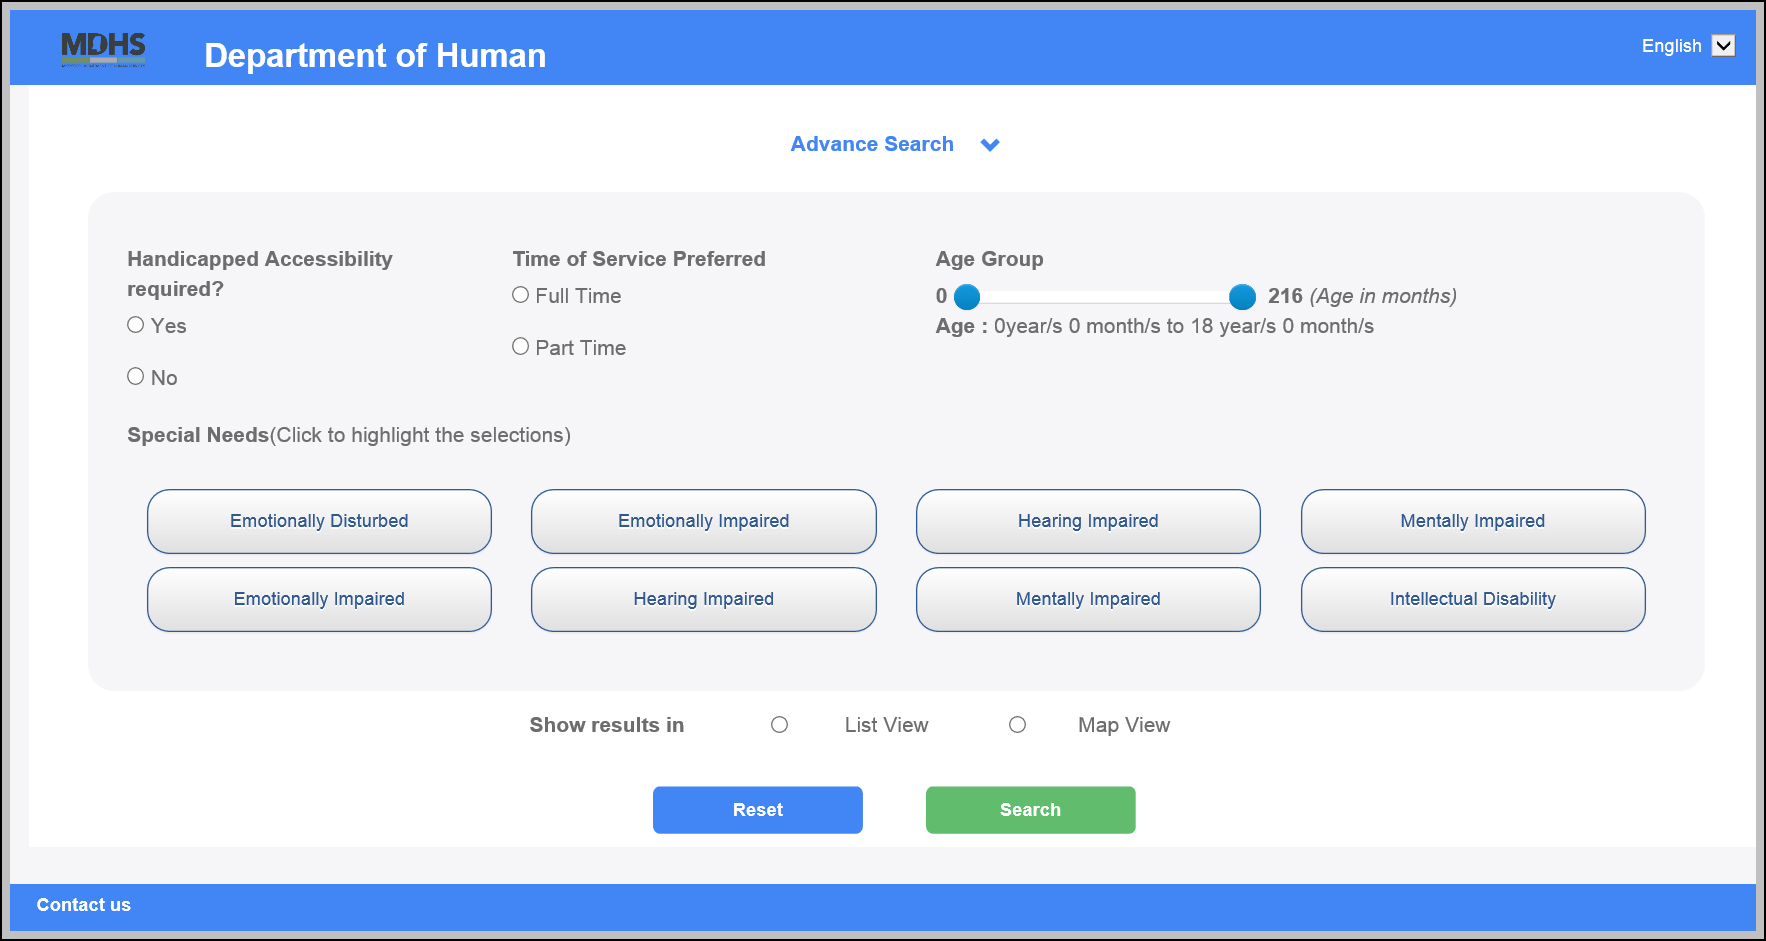 MDHS
Department of Human
English
Advance Search
Handicapped Accessibility
required?
Yes
No
Time of Service Preferred
Full Time
Part Time
Age Group
0 216 (Age in months)
Age : 0year/s 0 month/s to 18 year/s 0 month/s
Special Needs(Click to highlight the selections)
Emotionally Disturbed
Emotionally Impaired
Hearing Impaired
Mentally Impaired
Emotionally Impaired
Hearing Impaired
Mentally Impaired
Intellectual Disability
Show results in List View Map View
Reset
Search
Contact us